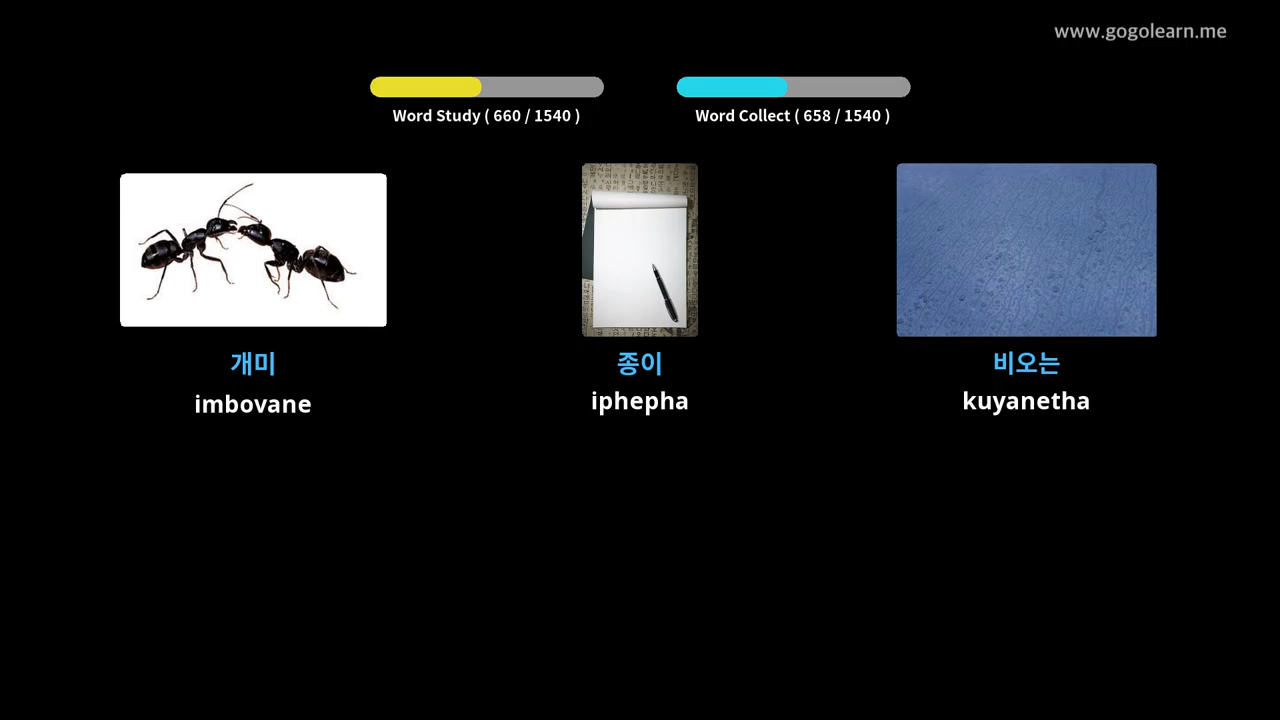 www.gogolearn.me
Word Study ( 660 / 1540 )
Word Collect ( 658 / 1540 )
개미
imbovane
종이
iphepha
비오는
kuyanetha